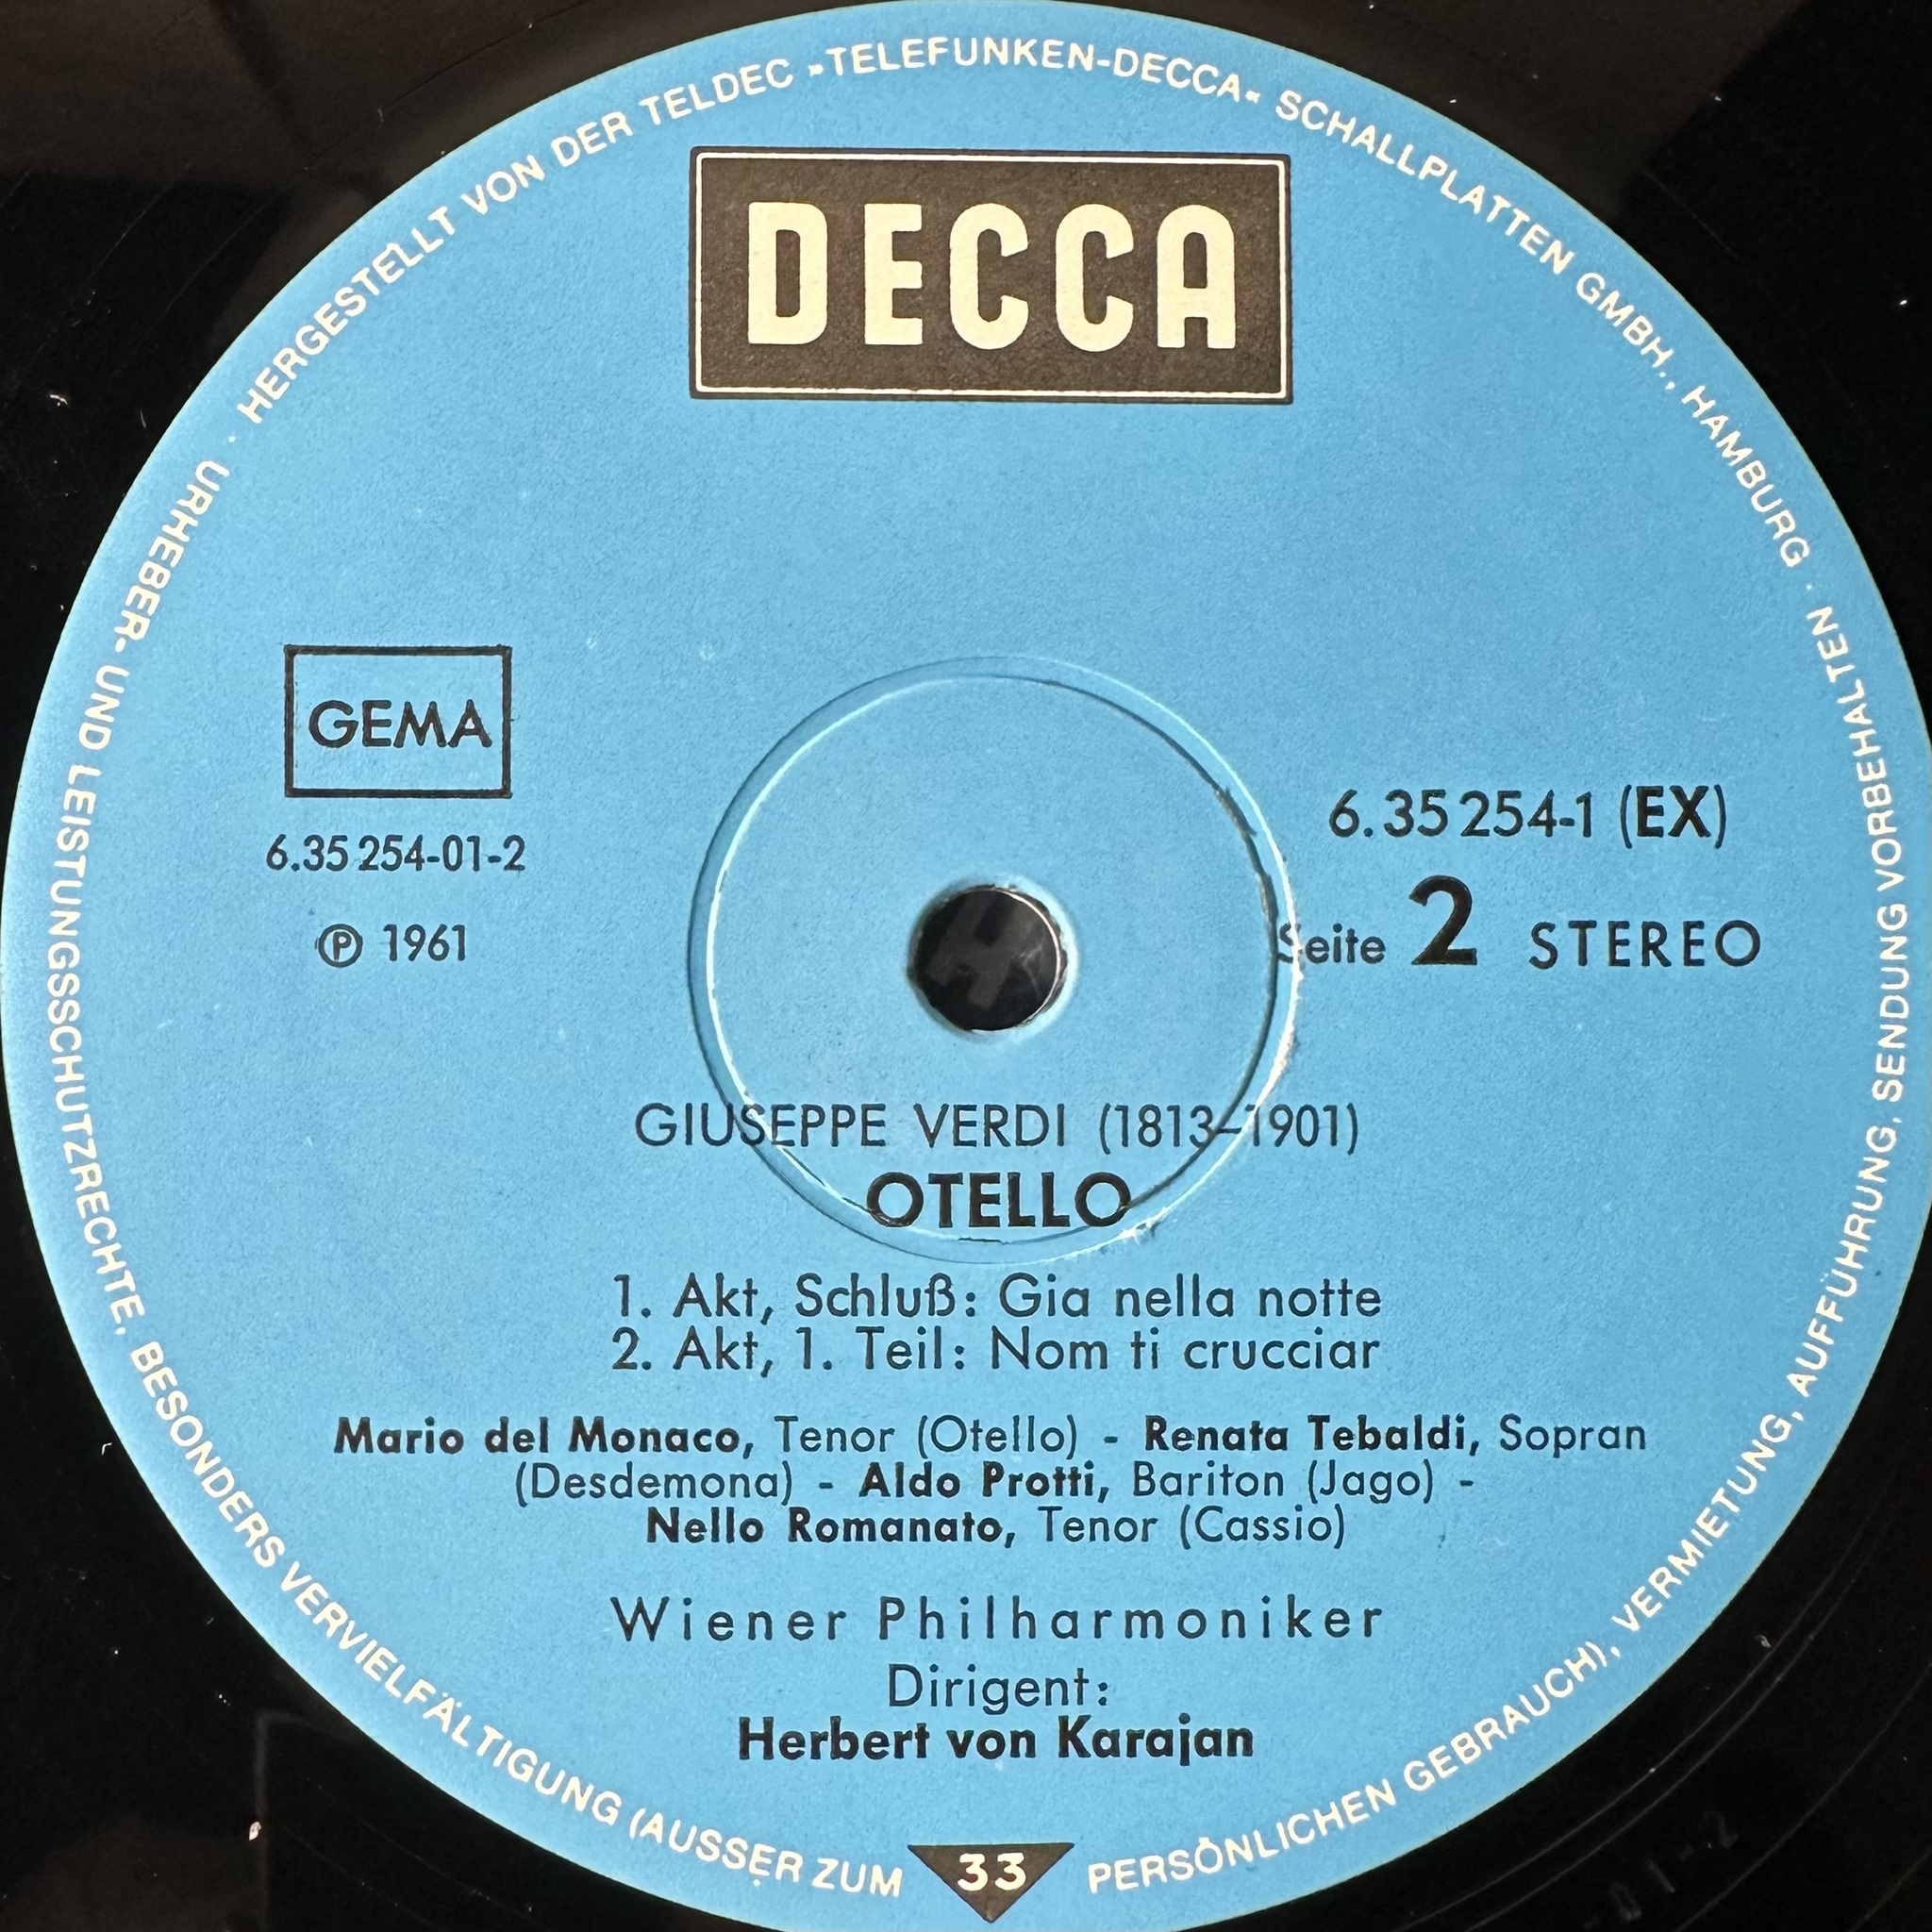 HERGESTELLT VON DER TELDEC »TELEFUNKEN-DECCA« SCHALLPLATTEN GMBH., HAMBURG ·
URHEBER- UND LEISTUNGSSCHUTZRECHTE, BESONDERS VERVIELFÄLTIGUNG (AUSSER ZUM PERSÖNLICHEN GEBRAUCH), VERMIETUNG, AUFFÜHRUNG, SENDUNG VORBEHALTEN ·
DECCA
GEMA
6.35 254-01-2
℗ 1961
6.35 254-1 (EX)
Seite 2 STEREO
GIUSEPPE VERDI (1813–1901)
OTELLO
1. Akt, Schluß: Gia nella notte
2. Akt, 1. Teil: Nom ti crucciar
Mario del Monaco, Tenor (Otello) - Renata Tebaldi, Sopran
(Desdemona) - Aldo Protti, Bariton (Jago) -
Nello Romanato, Tenor (Cassio)
Wiener Philharmoniker
Dirigent:
Herbert von Karajan
33